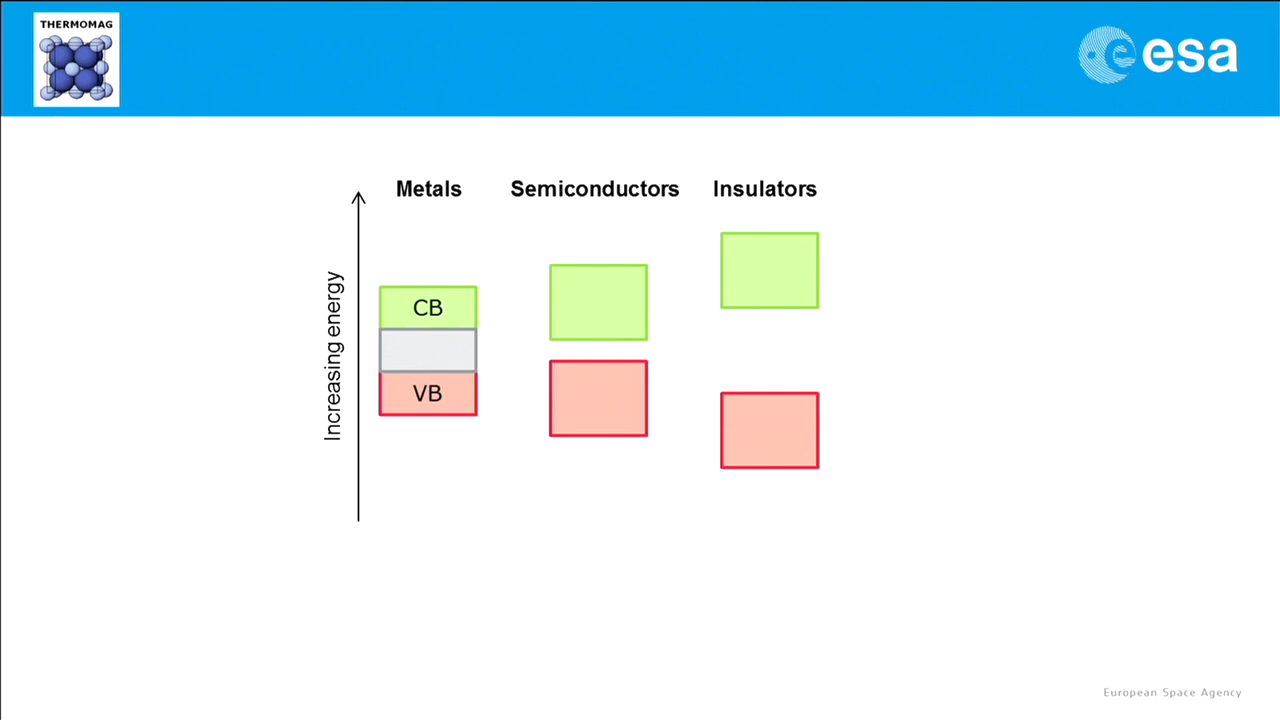 THERMOMAG
esa
Metals
Semiconductors
Insulators
Increasing energy
CB
VB
European Space Agency